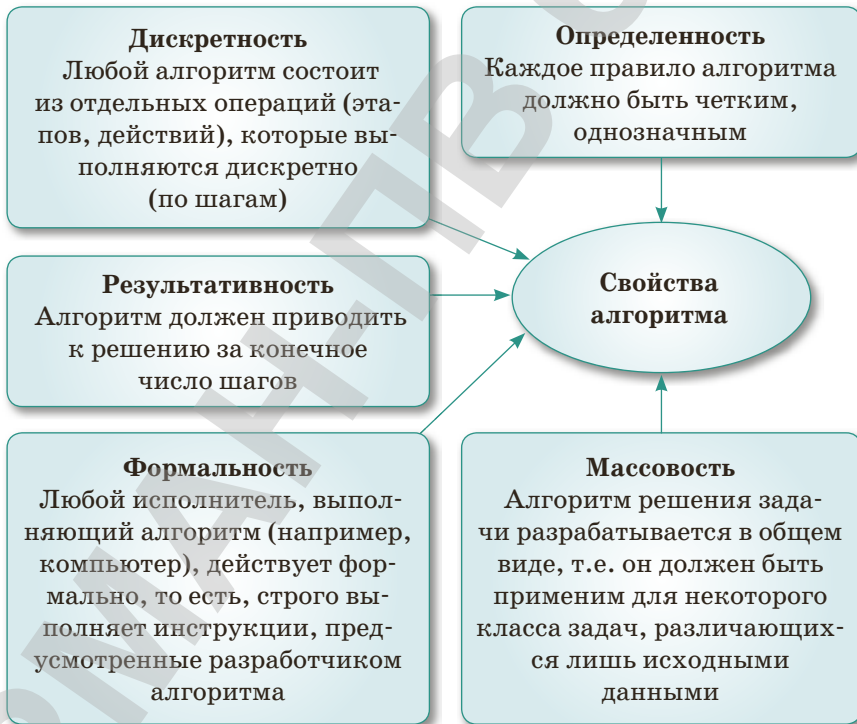 Дискретность
Любой алгоритм состоит
из отдельных операций (эта-
пов, действий), которые вы-
полняются дискретно
(по шагам)
Определенность
Каждое правило алгоритма
должно быть четким,
однозначным
Результативность
Алгоритм должен приводить
к решению за конечное
число шагов
Свойства
алгоритма
Формальность
Любой исполнитель, выпол-
няющий алгоритм (например,
компьютер), действует фор-
мально, то есть, строго вы-
полняет инструкции, пред-
усмотренные разработчиком
алгоритма
Массовость
Алгоритм решения зада-
чи разрабатывается в общем
виде, т.е. он должен быть
применим для некоторого
класса задач, различающих-
ся лишь исходными
данными